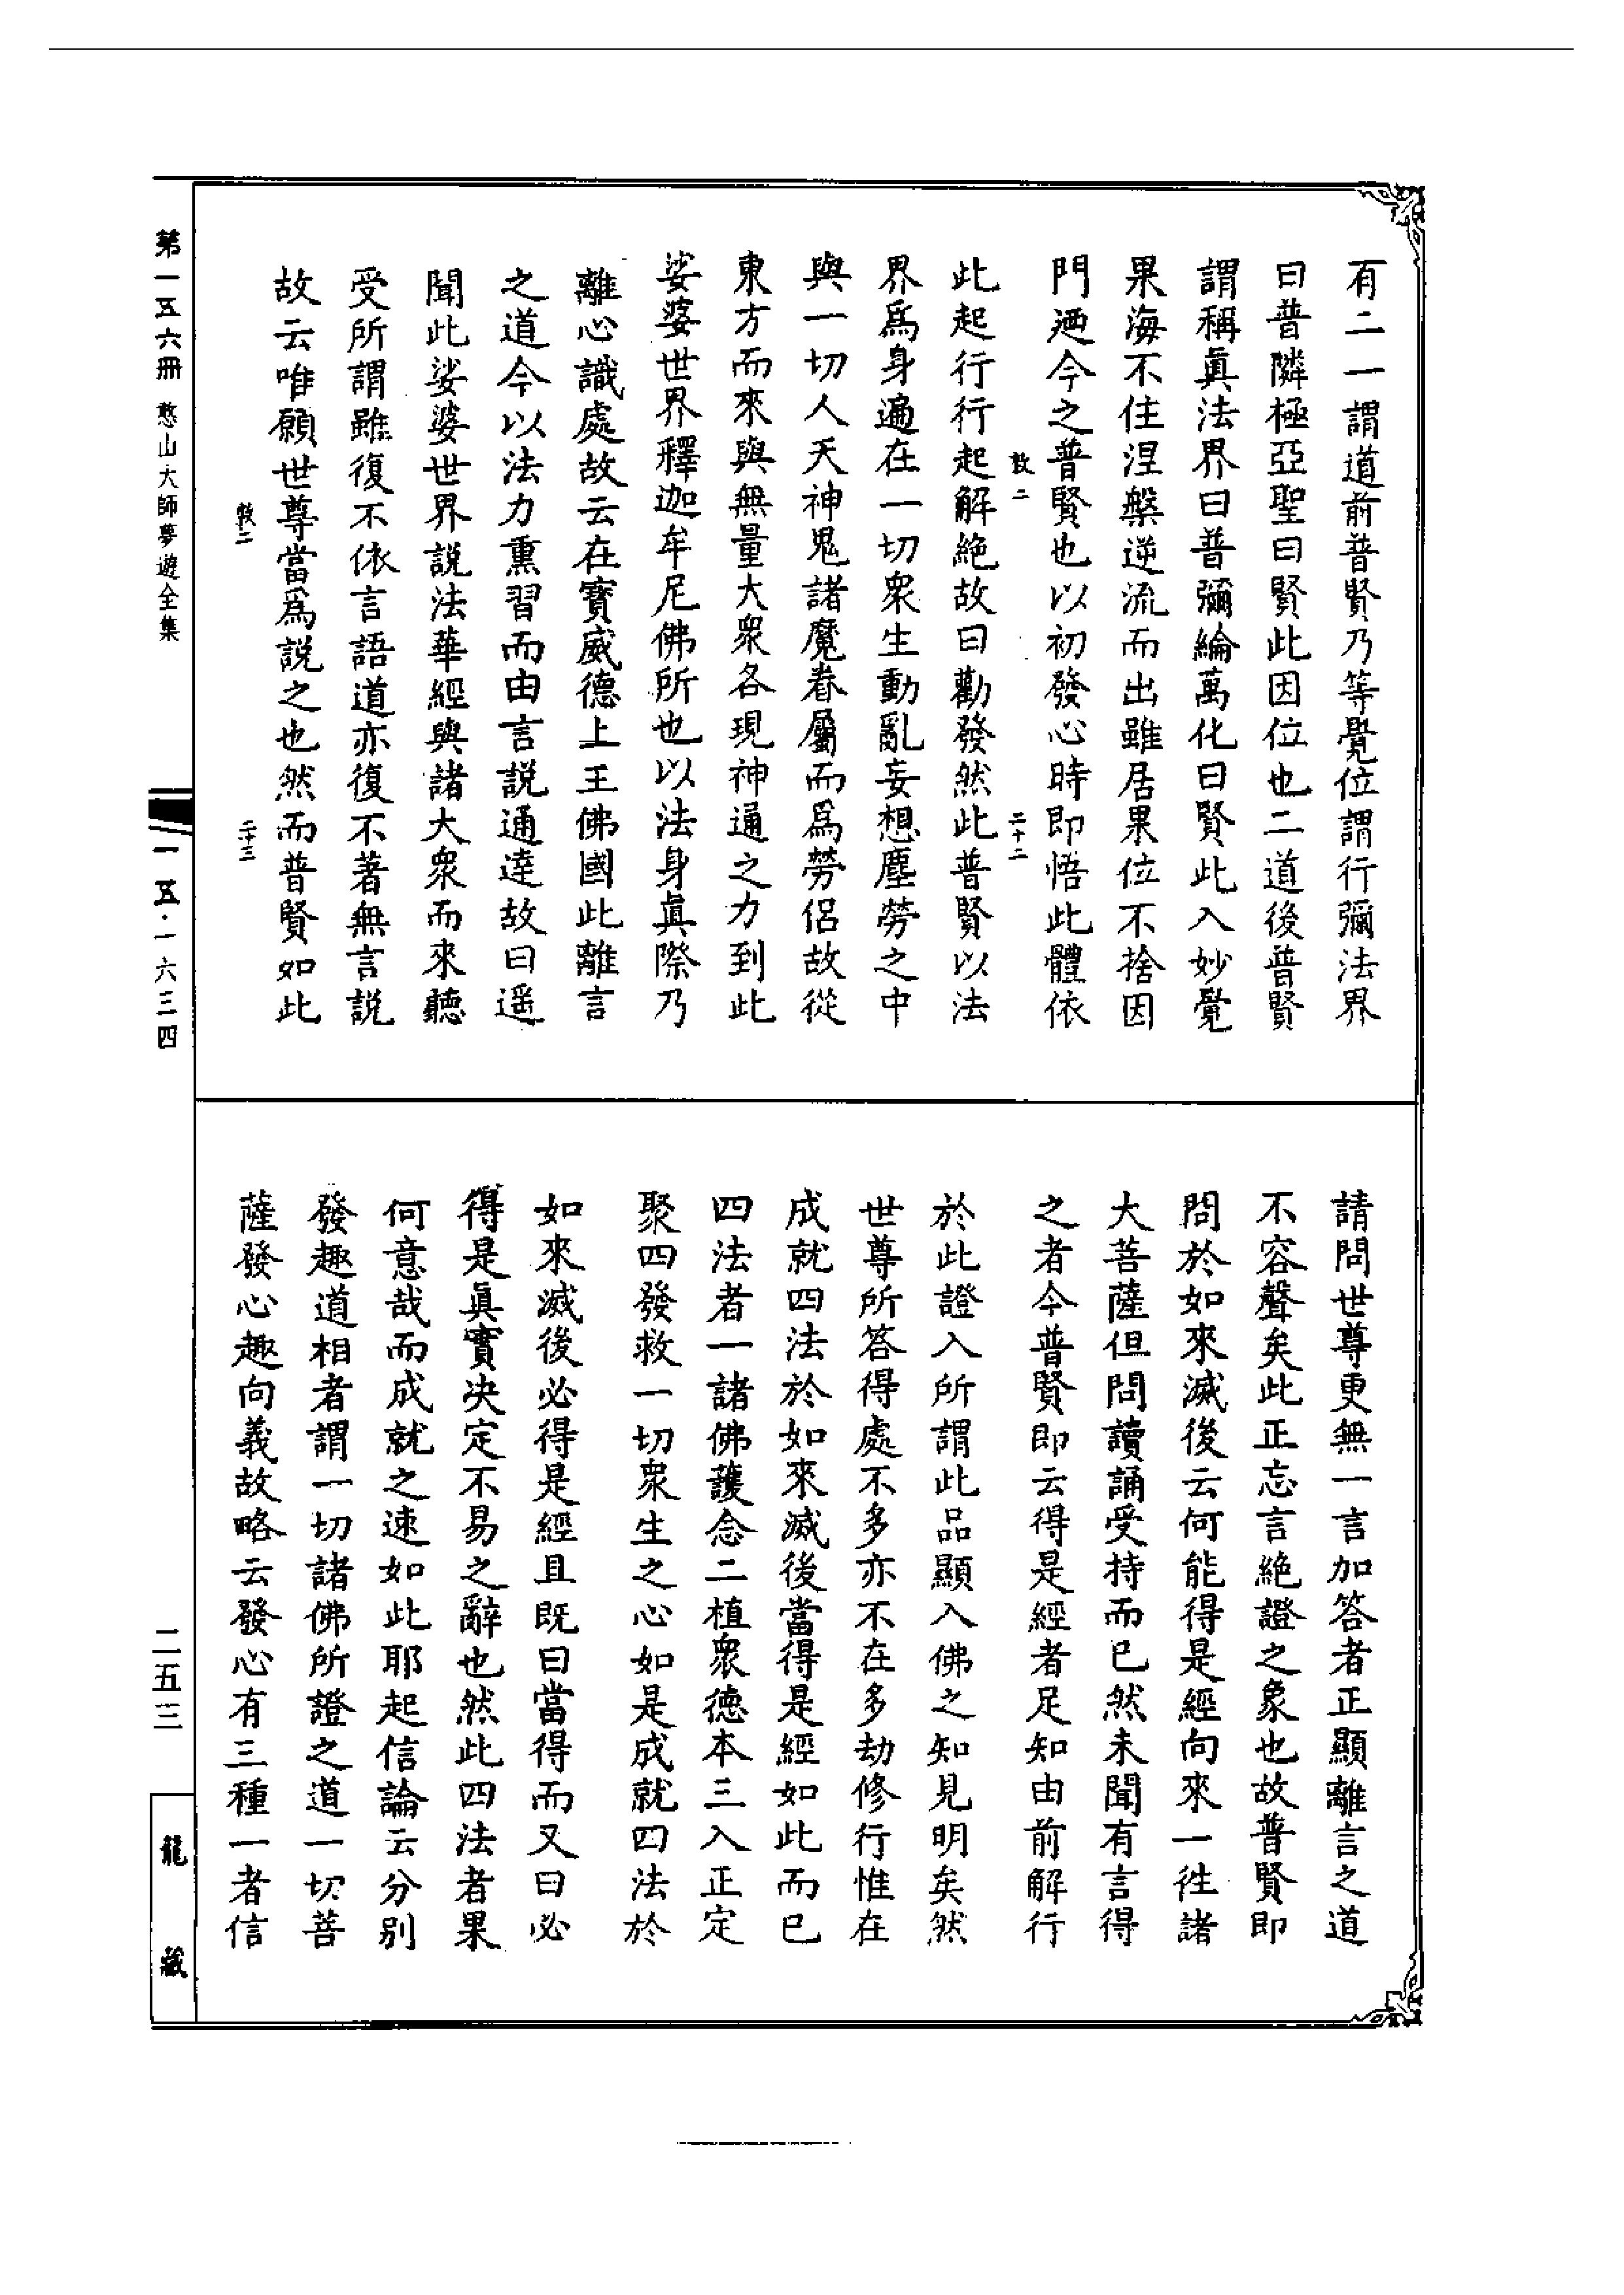 有二一謂道前普賢乃等覺位謂行彌法界
曰普隣極亞聖曰賢此因位也二道後普賢
謂稱眞法界曰普彌綸萬化曰賢此入妙覺
果海不住涅槃逆流而出雖居果位不捨因
門廼今之普賢也以初發心時即悟此體依
二
二十二
此起行行起解絶故曰勸發然此普賢以法
界爲身遍在一切衆生動亂妄想塵勞之中
與一切人天神鬼諸魔眷屬而爲勞侶故從
東方而來與無量大衆各現神通之力到此
娑婆世界釋迦牟尼佛所也以法身眞際乃
離心識處故云在寳威德上王佛國此離言
之道今以法力熏習而由言説通達故曰遥
聞此娑婆世界説法華經與諸大衆而來聽
受所謂雖復不依言語道亦復不著無言説
故云唯願世尊當爲説之也然而普賢如此
二
二十三
請問世尊更無一言加答者正顯離言之道
不容聲矣此正忘言絶證之象也故普賢即
問於如來滅後云何能得是經向來一徃諸
大菩薩但問讀誦受持而已然未聞有言得
之者今普賢即云得是經者足知由前解行
於此證入所謂此品顯入佛之知見明矣然
世尊所答得處不多亦不在多劫修行惟在
成就四法於如來滅後當得是經如此而已
四法者一諸佛護念二植衆德本三入正定
聚四發救一切衆生之心如是成就四法於
如來滅後必得是經且既曰當得而又曰必
得是眞實决定不易之辭也然此四法者果
何意哉而成就之速如此耶起信論云分别
發趣道相者謂一切諸佛所證之道一切菩
薩發心趣向義故略云發心有三種一者信
第一五六冊 憨山大師夢遊全集
一五·一六三四
二五三
龍藏